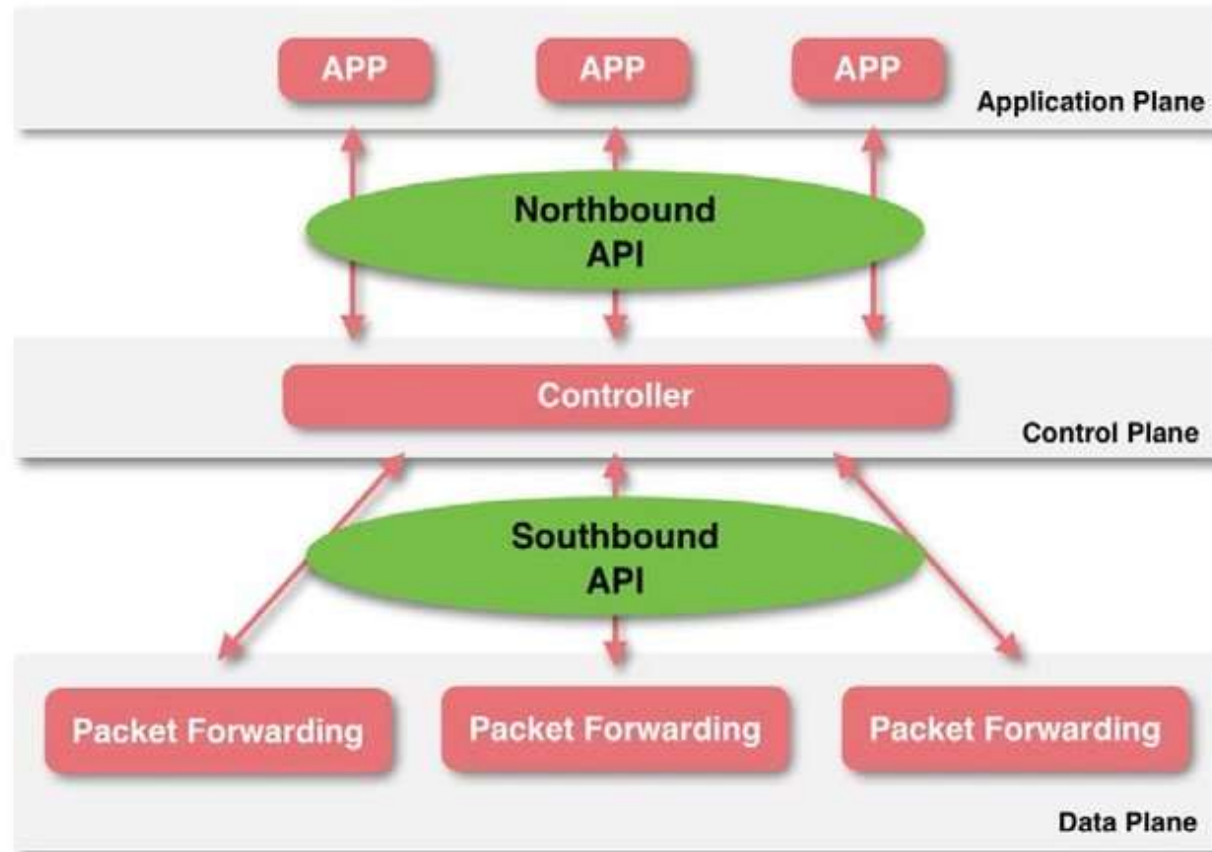 APP APP APP
Application Plane
Northbound
API
Controller
Control Plane
Southbound
API
Packet Forwarding Packet Forwarding Packet Forwarding
Data Plane